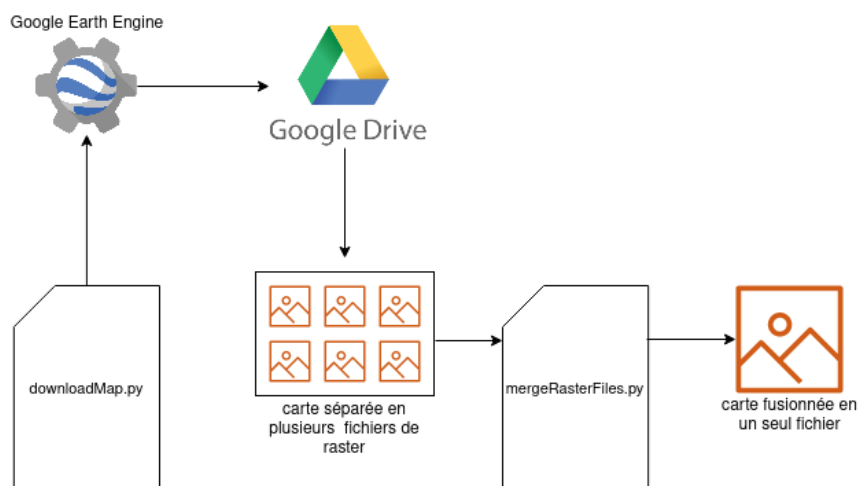 Google Earth Engine
Google Drive
downloadMap.py
carte séparée en
plusieurs fichiers de
raster
mergeRasterFiles.py
carte fusionnée en
un seul fichier